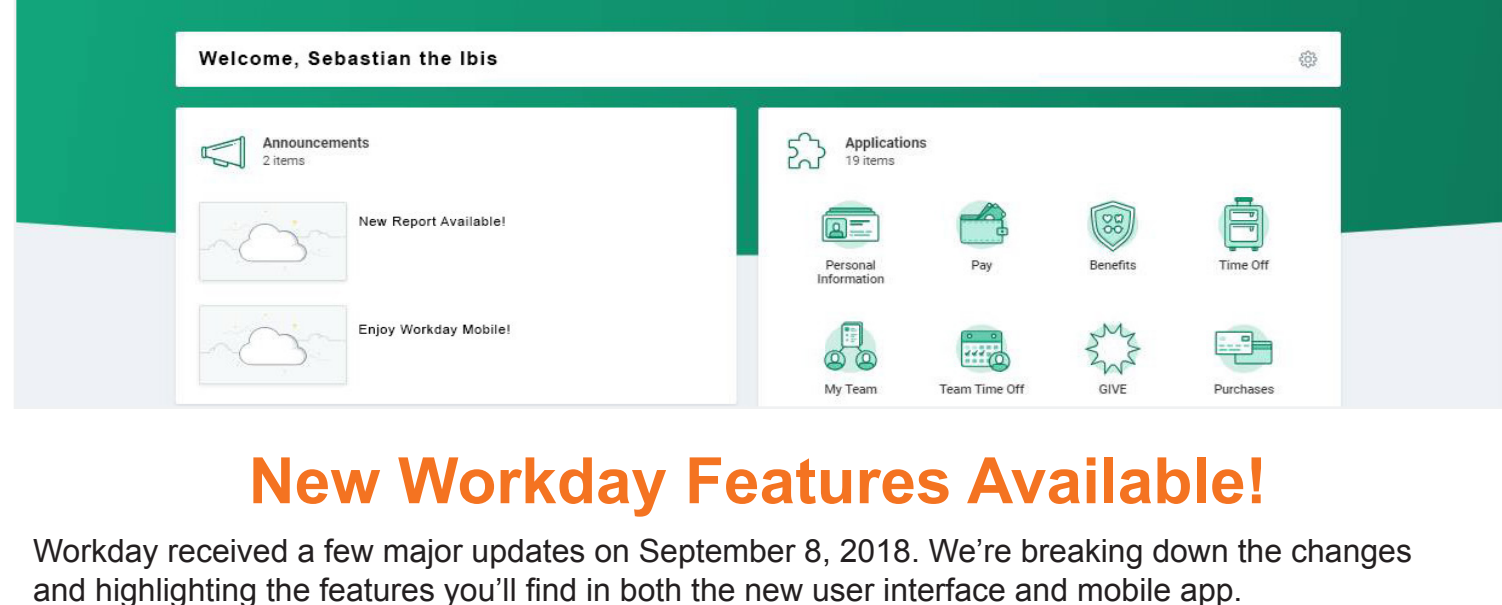 Welcome, Sebastian the Ibis
Announcements
2 items
New Report Available!
Enjoy Workday Mobile!
Applications
19 items
Personal
Information
Pay
Benefits
Time Off
My Team
Team Time Off
GIVE
Purchases
New Workday Features Available!
Workday received a few major updates on September 8, 2018. We’re breaking down the changes
and highlighting the features you’ll find in both the new user interface and mobile app.